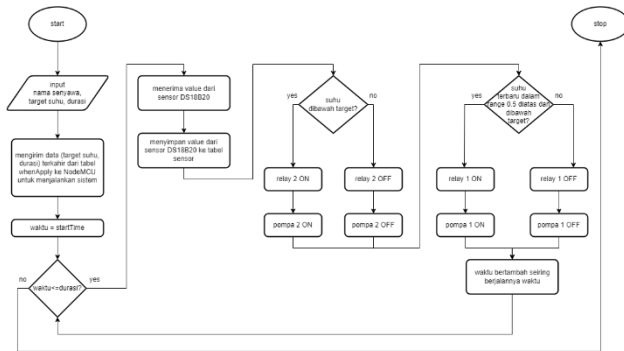 start
input
nama senyawa,
target suhu, durasi
mengirim data (target suhu,
durasi) terkahir dari tabel
whenApply ke NodeMCU
untuk menjalankan sistem
waktu = startTime
no
waktu<=durasi?
yes
menerima value dari
sensor DS18B20
menyimpan value dari
sensor DS18B20 ke tabel
sensor
yes
suhu
dibawah target?
no
relay 2 ON
relay 2 OFF
pompa 2 ON
pompa 2 OFF
yes
suhu
terbaru dalam
range 0.5 diatas dan
dibawah
target?
no
relay 1 ON
relay 1 OFF
pompa 1 ON
pompa 1 OFF
waktu bertambah seiring
berjalannya waktu
stop